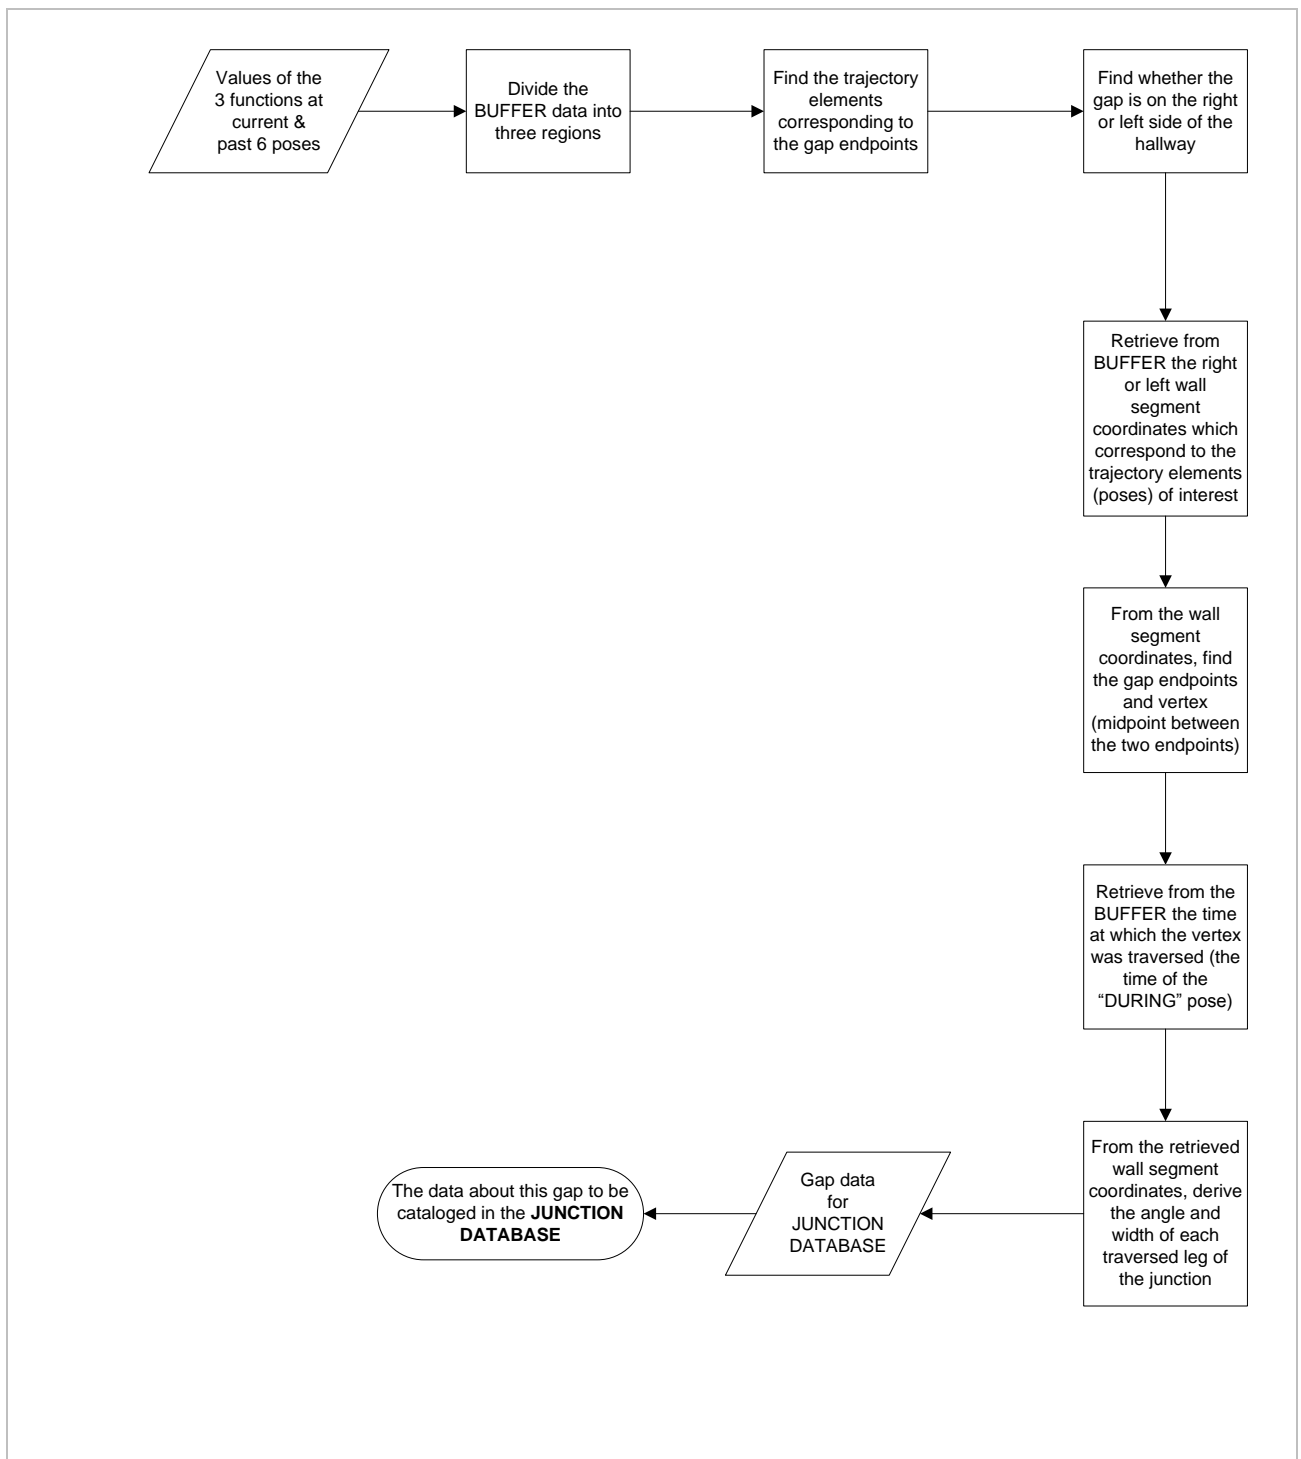 Values of the
3 functions at
current &
past 6 poses
Divide the
BUFFER data into
three regions
Find the trajectory
elements
corresponding to
the gap endpoints
Find whether the
gap is on the right
or left side of the
hallway
Retrieve from
BUFFER the right
or left wall
segment
coordinates which
correspond to the
trajectory elements
(poses) of interest
From the wall
segment
coordinates, find
the gap endpoints
and vertex
(midpoint between
the two endpoints)
Retrieve from the
BUFFER the time
at which the vertex
was traversed (the
time of the
“DURING” pose)
From the retrieved
wall segment
coordinates, derive
the angle and
width of each
traversed leg of
the junction
Gap data
for
JUNCTION
DATABASE
The data about this gap to be
cataloged in the JUNCTION
DATABASE